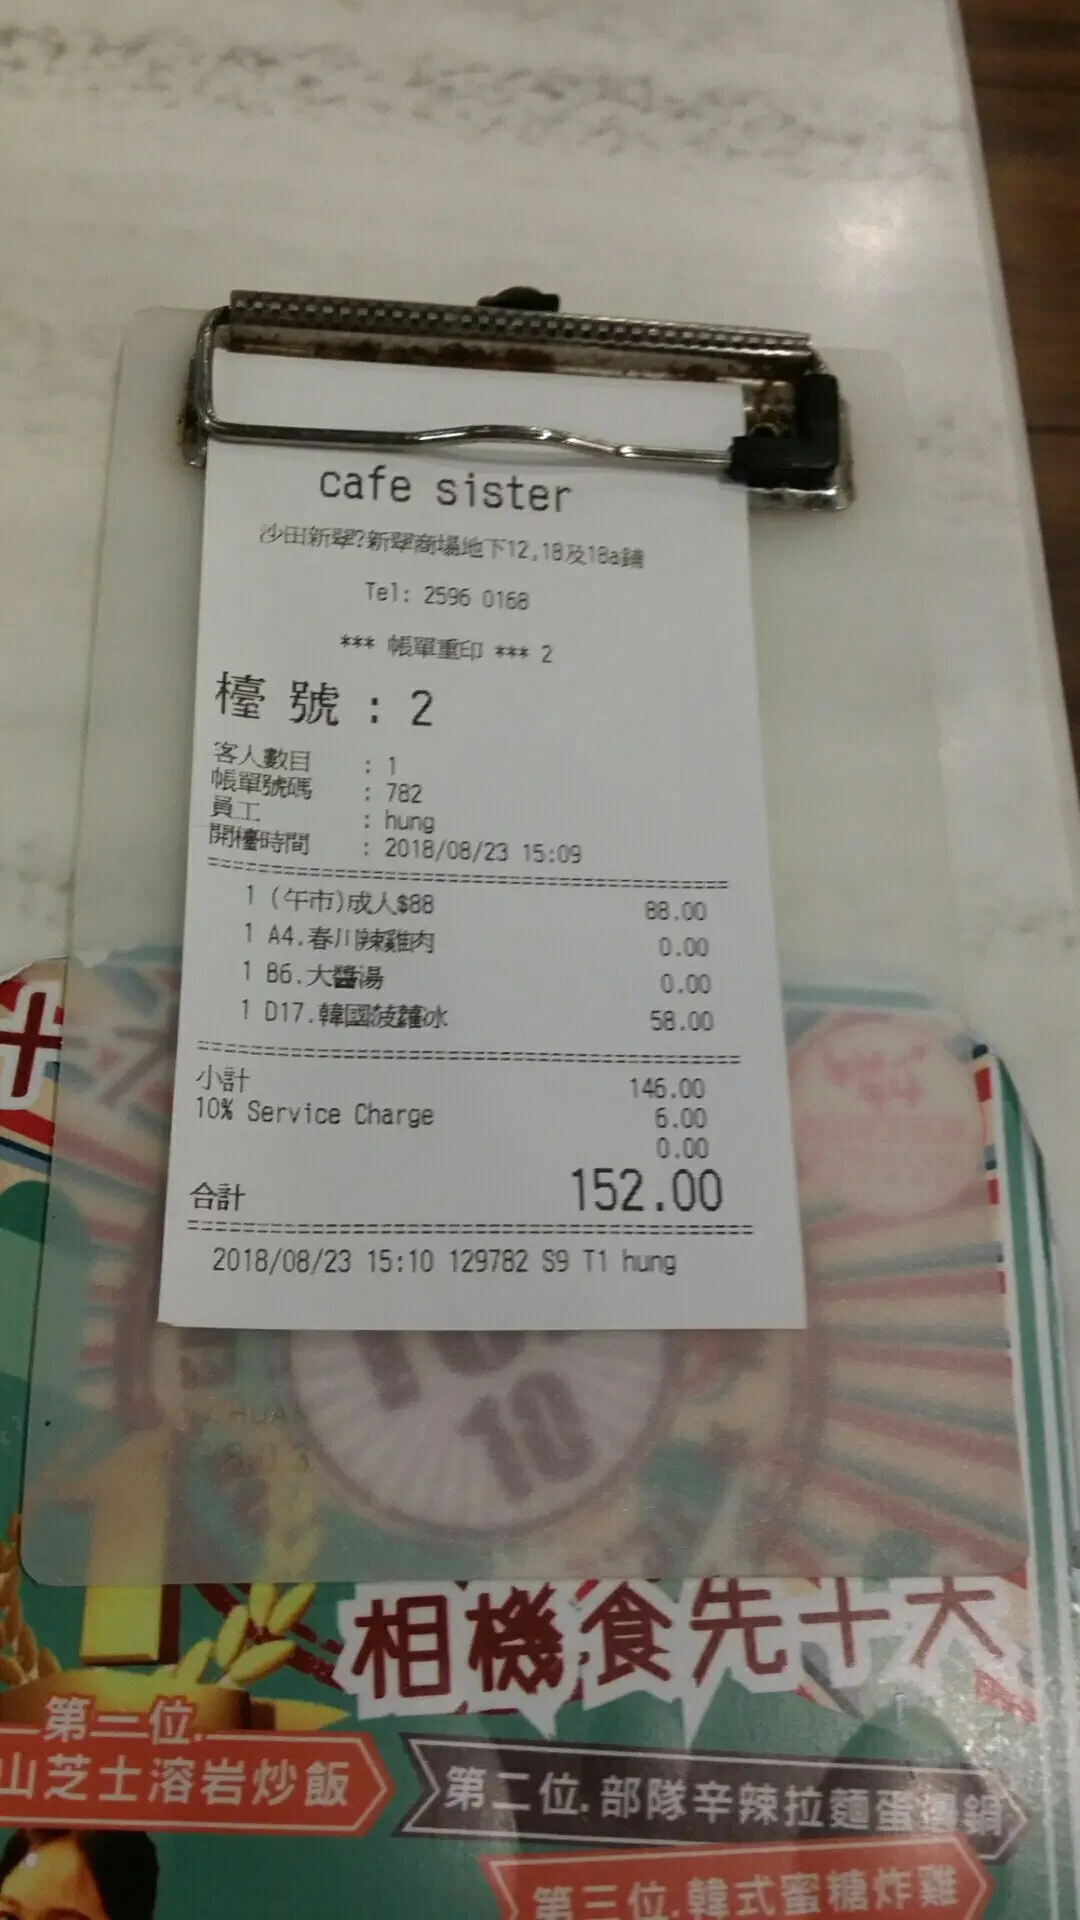 cafe sister
沙田新翠?新翠商場地下12,18及18a鋪
Tel: 2596 0168
*** 帳單重印 *** 2
檯號 : 2
客人數目 : 1
帳單號碼 : 782
員工 : hung
開檯時間 : 2018/08/23 15:09
1 (午市)成人$88 88.00
1 A4.春川辣雞肉 0.00
1 B6.大醬湯 0.00
1 D17.韓國菠蘿冰 58.00
小計 146.00
10% Service Charge 6.00
0.00
合計 152.00
2018/08/23 15:10 129782 S9 T1 hung
10
相機食先十大
第一位.
山芝士溶岩炒飯
第二位.部隊辛辣拉麵蛋湯鍋
第三位.韓式蜜糖炸雞